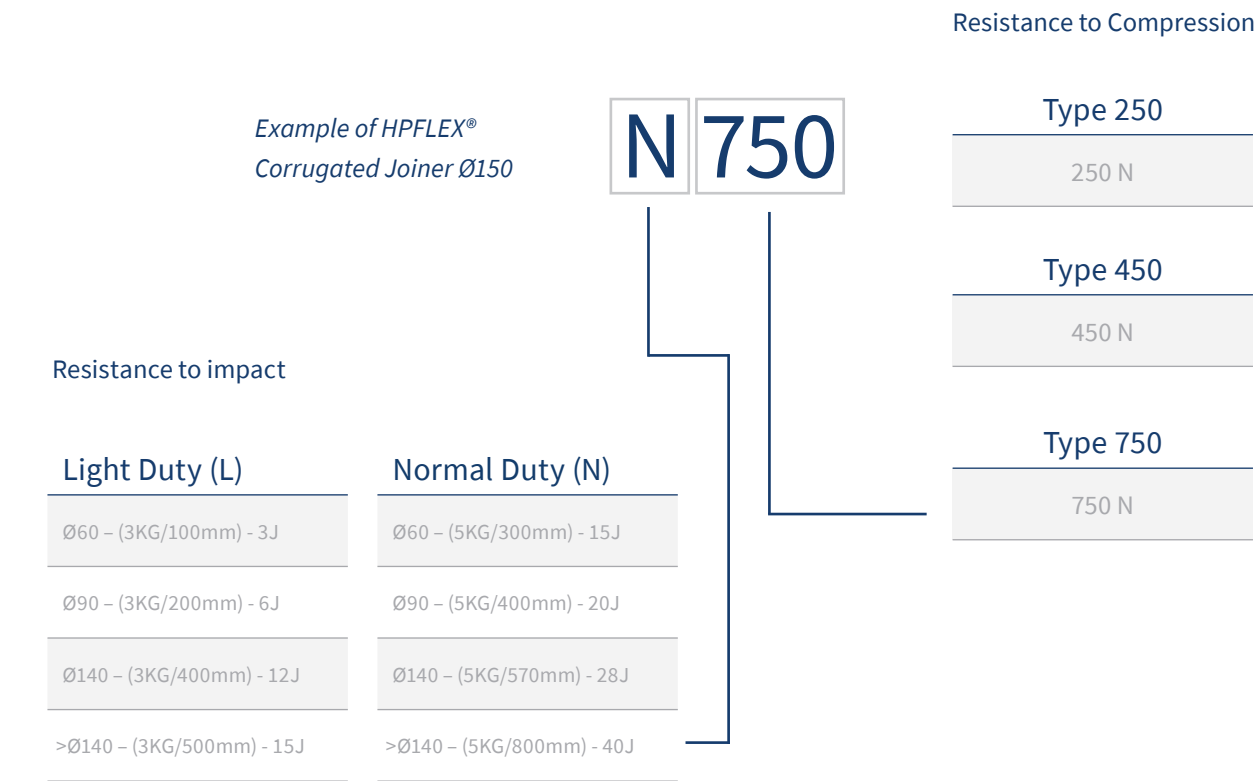 Resistance to Compression
Example of HPFLEX®
Corrugated Joiner Ø150
N 750
Type 250
250 N
Type 450
450 N
Type 750
750 N
Resistance to impact
Light Duty (L)
Ø60 – (3KG/100mm) - 3J
Ø90 – (3KG/200mm) - 6J
Ø140 – (3KG/400mm) - 12J
>Ø140 – (3KG/500mm) - 15J
Normal Duty (N)
Ø60 – (5KG/300mm) - 15J
Ø90 – (5KG/400mm) - 20J
Ø140 – (5KG/570mm) - 28J
>Ø140 – (5KG/800mm) - 40J